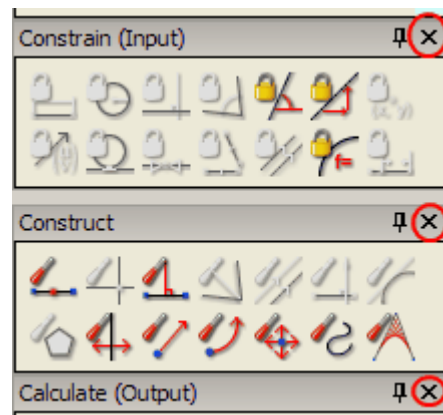 Constrain (Input)
(x,y)
f=
Construct
Calculate (Output)